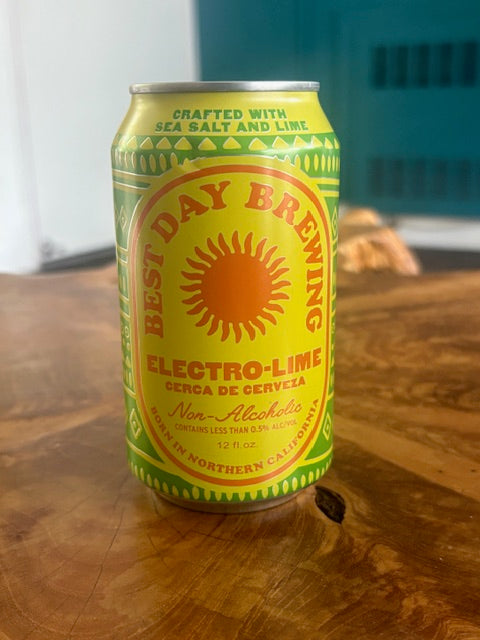 CRAFTED WITH
SEA SALT AND LIME
BEST DAY BREWING
ELECTRO-LIME
CERCA DE CERVEZA
Non-Alcoholic
CONTAINS LESS THAN 0.5% ALC/VOL
12 fl. oz.
BORN IN NORTHERN CALIFORNIA